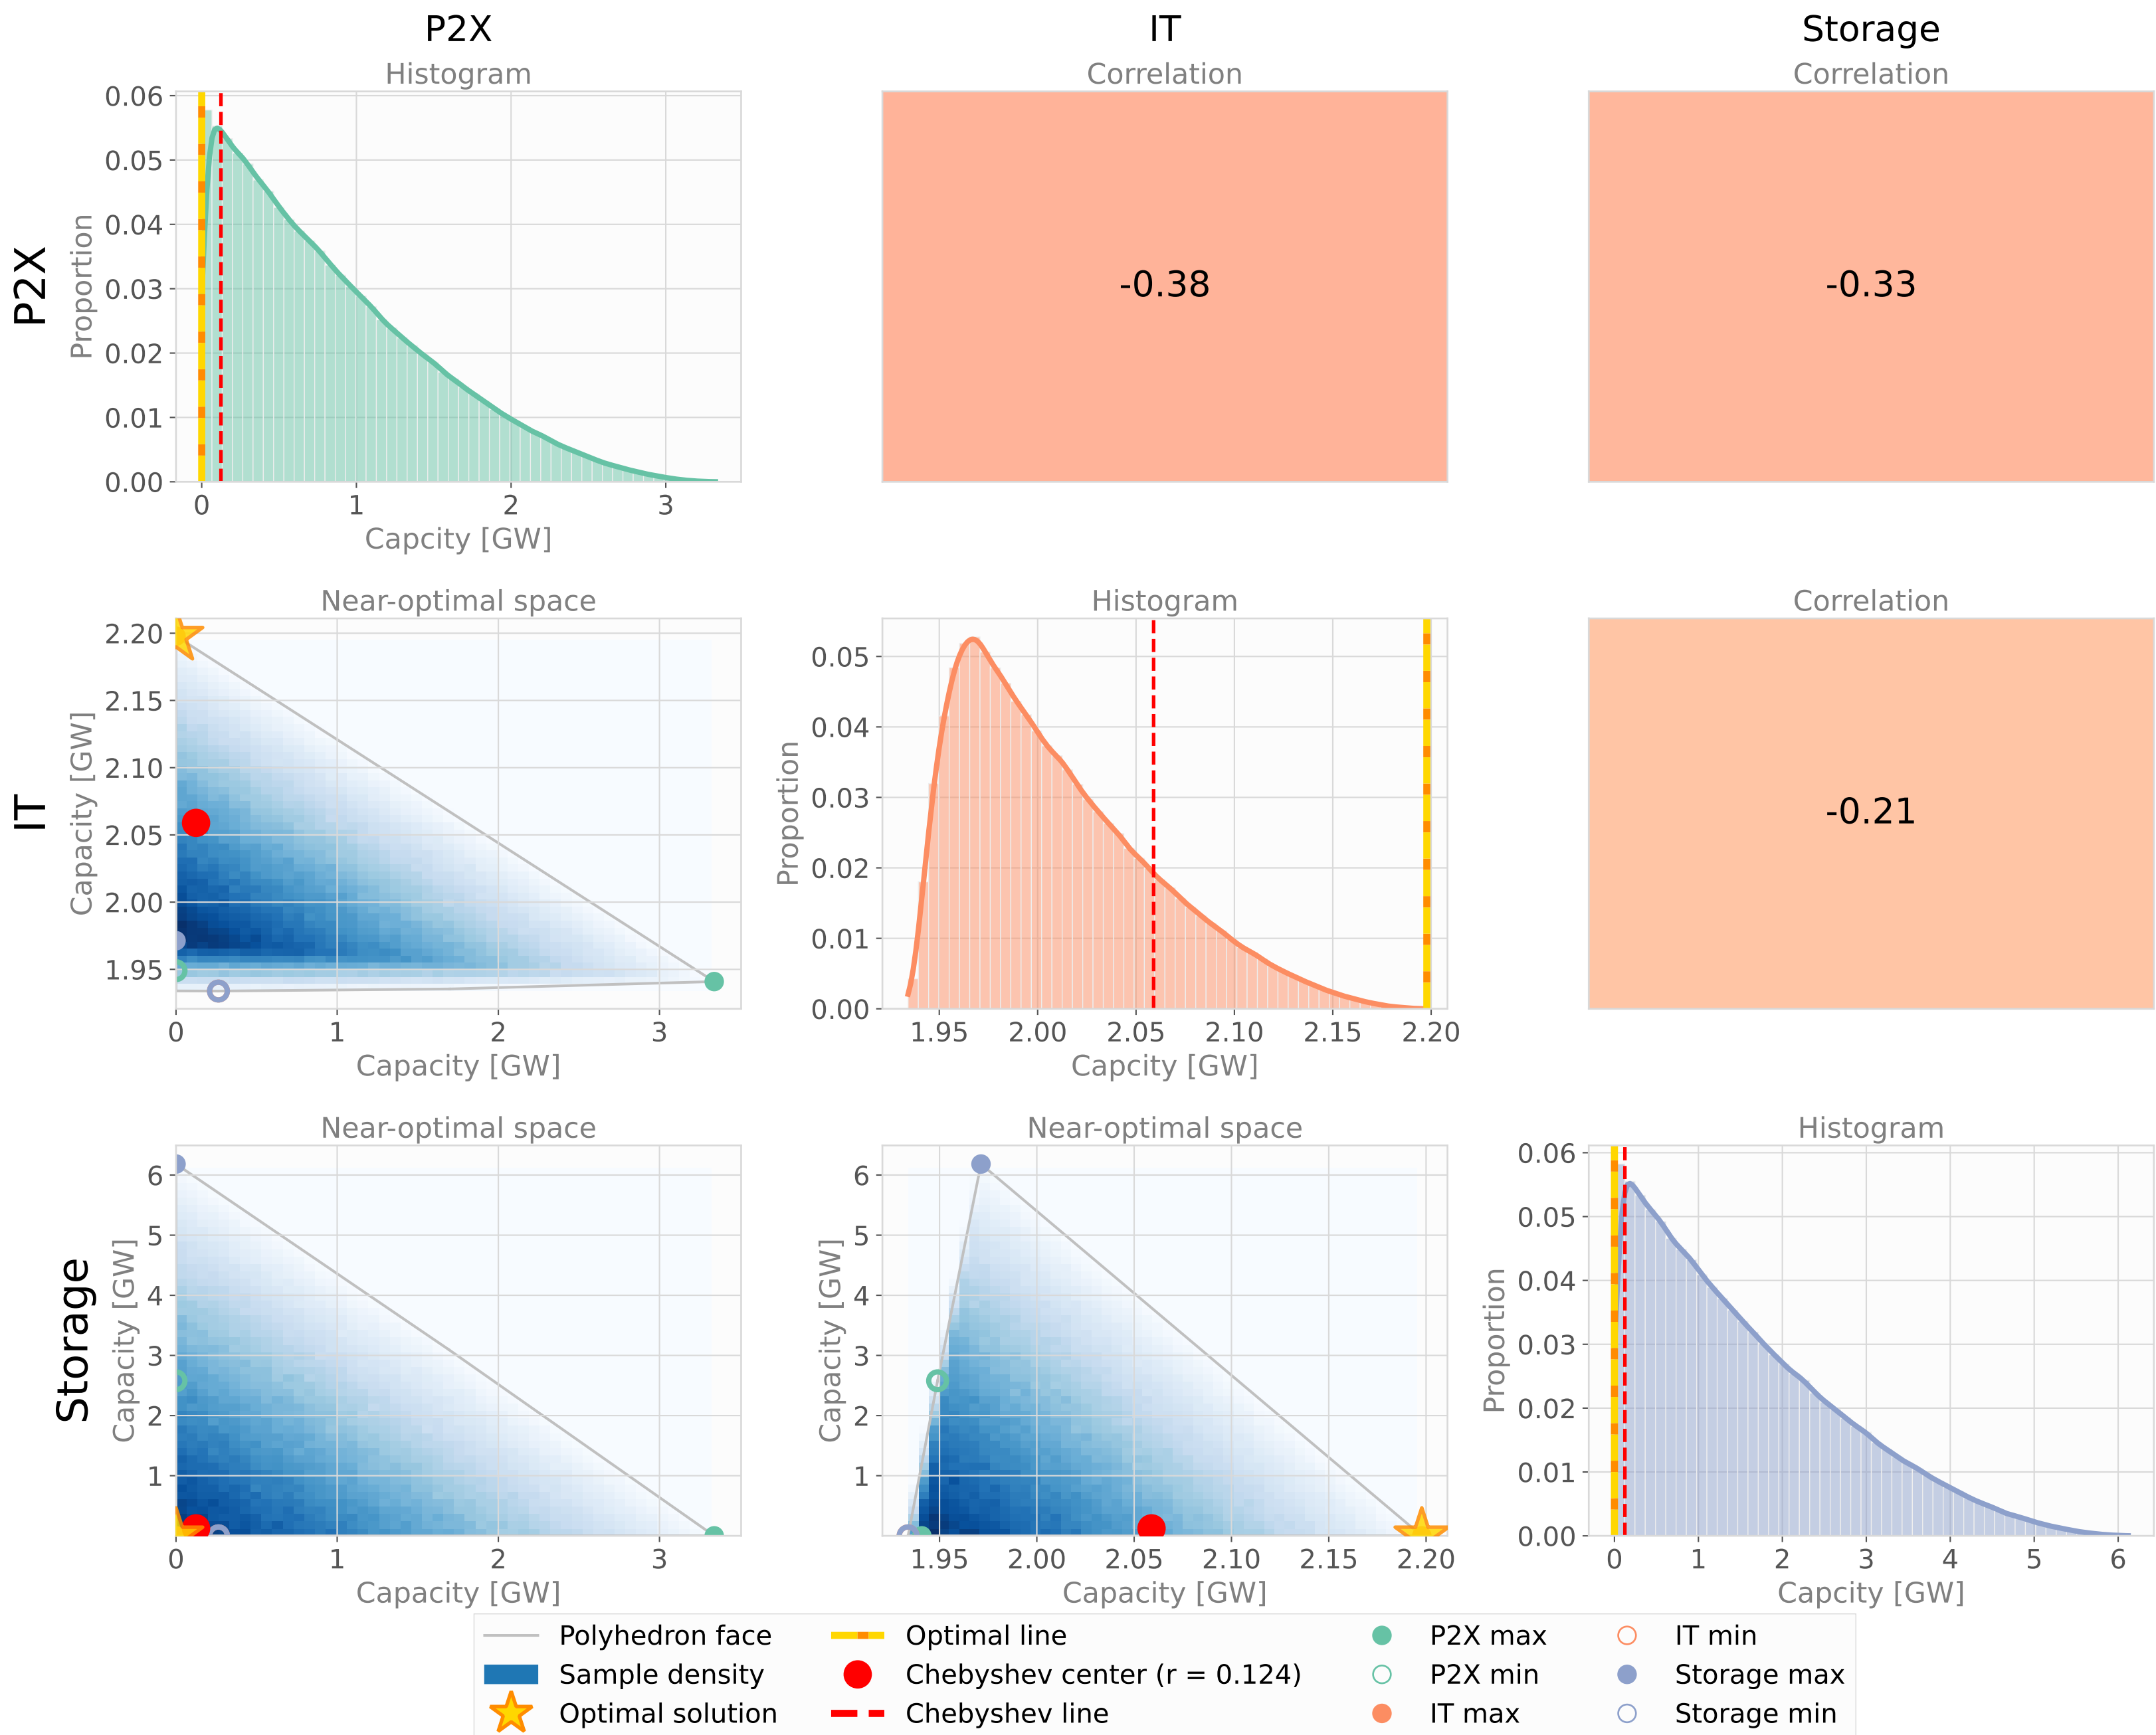 P2X
IT
Storage
Histogram
Correlation
Correlation
P2X
Proportion
0.06
0.05
0.04
0.03
0.02
0.01
0.00
0 1 2 3
Capcity [GW]
-0.38
-0.33
Near-optimal space
Histogram
Correlation
IT
Capacity [GW]
2.20
2.15
2.10
2.05
2.00
1.95
0 1 2 3
Capacity [GW]
Proportion
0.05
0.04
0.03
0.02
0.01
0.00
1.95 2.00 2.05 2.10 2.15 2.20
Capcity [GW]
-0.21
Near-optimal space
Near-optimal space
Histogram
Storage
Capacity [GW]
6
5
4
3
2
1
0 1 2 3
Capacity [GW]
Capacity [GW]
6
5
4
3
2
1
1.95 2.00 2.05 2.10 2.15 2.20
Capacity [GW]
Proportion
0.06
0.05
0.04
0.03
0.02
0.01
0.00
0 1 2 3 4 5 6
Capcity [GW]
Polyhedron face
Sample density
Optimal solution
Optimal line
Chebyshev center (r = 0.124)
Chebyshev line
P2X max
P2X min
IT max
IT min
Storage max
Storage min